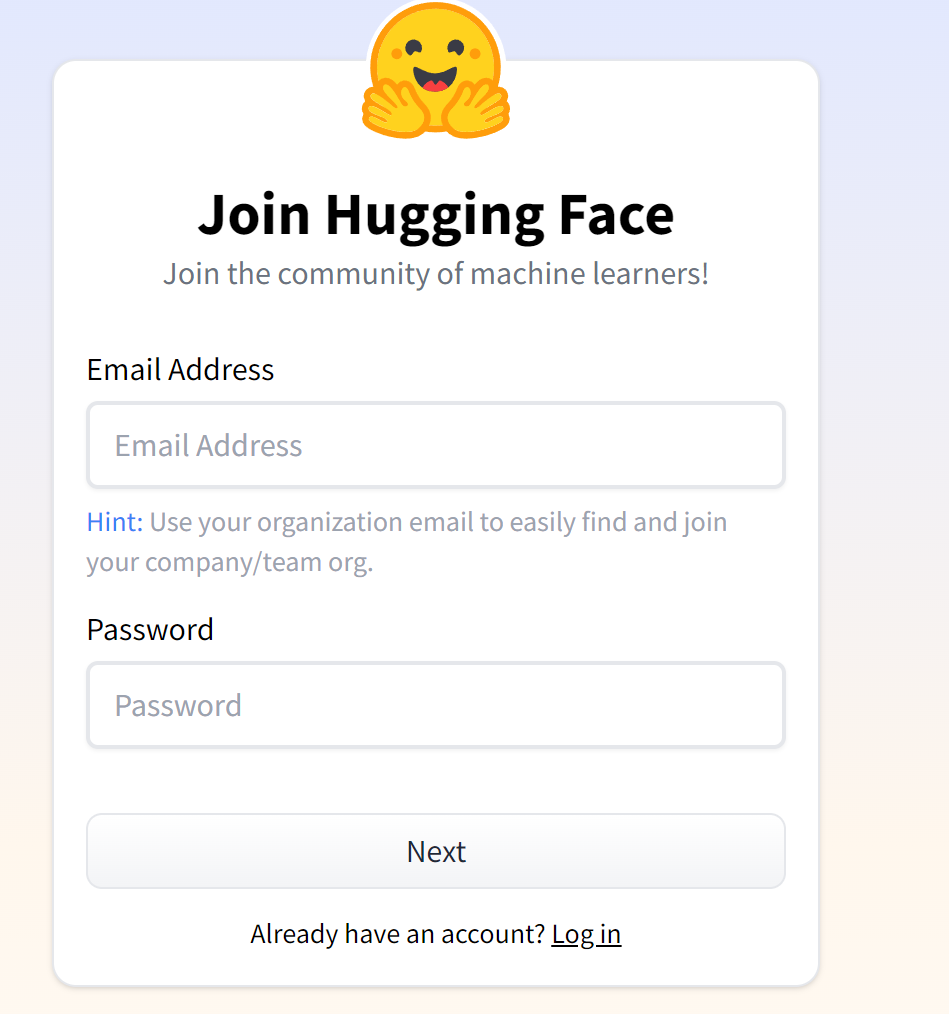 Join Hugging Face
Join the community of machine learners!
Email Address
Email Address
Hint: Use your organization email to easily find and join
your company/team org.
Password
Password
Next
Already have an account? Log in